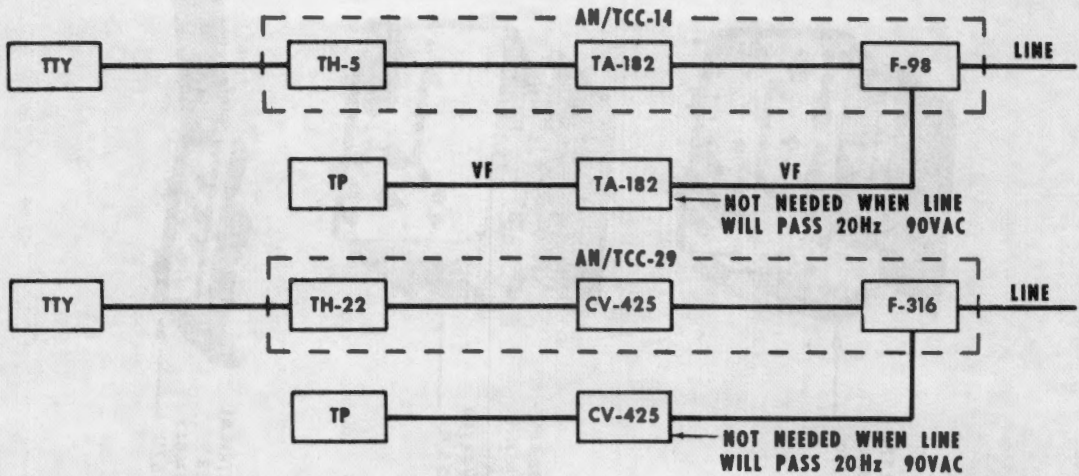 AN/TCC-14
TTY TH-5 TA-182 F-98 LINE
TP VF TA-182 VF
NOT NEEDED WHEN LINE
WILL PASS 20Hz 90VAC
AN/TCC-29
TTY TH-22 CV-425 F-316 LINE
TP CV-425
NOT NEEDED WHEN LINE
WILL PASS 20Hz 90VAC